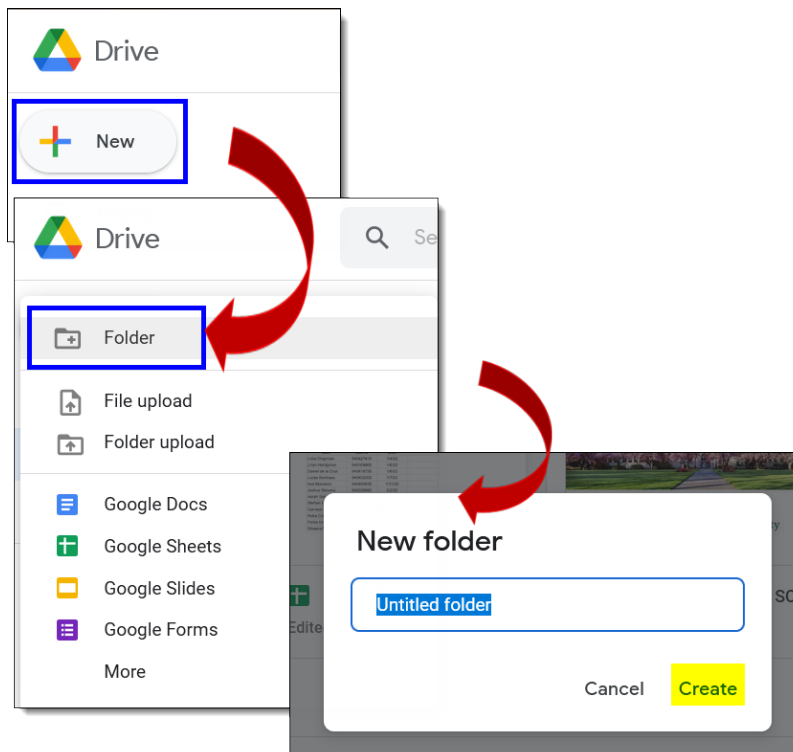 Drive
New
Drive
Se
Folder
File upload
Folder upload
Google Docs
Google Sheets
Google Slides
Google Forms
More
New folder
Untitled folder
Edite
Cancel
Create